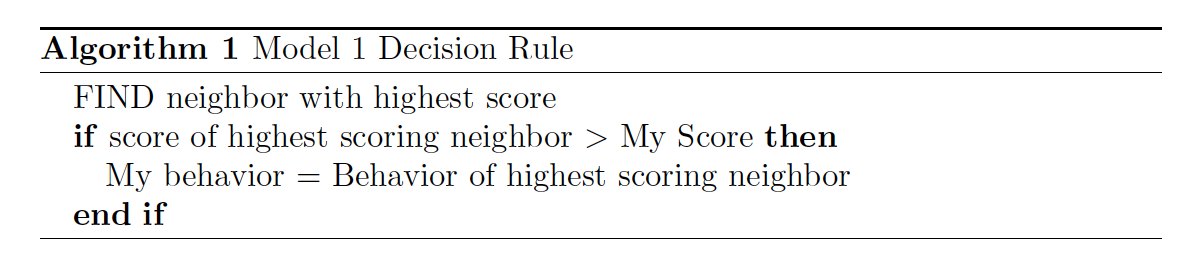 Algorithm 1 Model 1 Decision Rule
FIND neighbor with highest score
if score of highest scoring neighbor > My Score then
My behavior = Behavior of highest scoring neighbor
end if